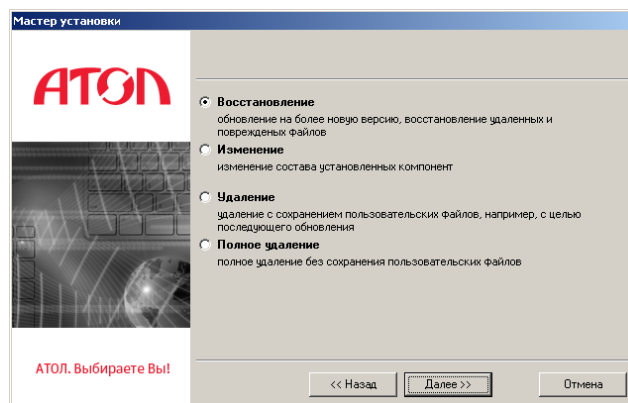 Мастер установки
АТОЛ
Восстановление
обновление на более новую версию, восстановление удаленных и
поврежденых файлов
Изменение
изменение состава установленных компонент
Удаление
удаление с сохранением пользовательских файлов, например, с целью
последующего обновления
Полное удаление
полное удаление без сохранения пользовательских файлов
АТОЛ. Выбираете Вы!
<< Назад
Далее >>
Отмена